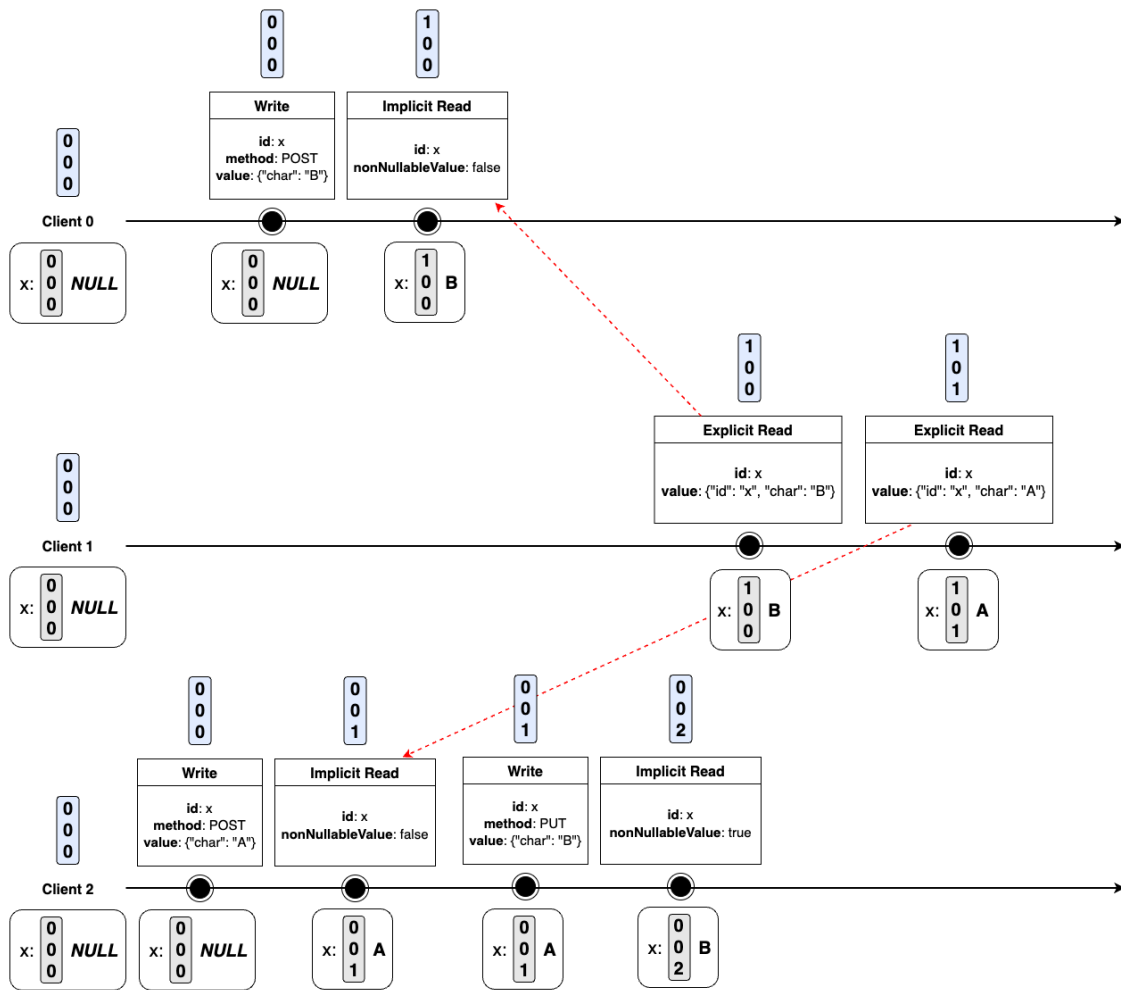 0
0
0
1
0
0
Write
id: x
method: POST
value: {"char": "B"}
Implicit Read
id: x
nonNullableValue: false
0
0
0
Client 0
x:
0
0
0
NULL
x:
0
0
0
NULL
x:
1
0
0
B
1
0
0
1
0
1
Explicit Read
id: x
value: {"id": "x", "char": "B"}
Explicit Read
id: x
value: {"id": "x", "char": "A"}
0
0
0
Client 1
x:
0
0
0
NULL
x:
1
0
0
B
x:
1
0
1
A
0
0
0
0
0
1
0
0
1
0
0
2
Write
id: x
method: POST
value: {"char": "A"}
Implicit Read
id: x
nonNullableValue: false
Write
id: x
method: PUT
value: {"char": "B"}
Implicit Read
id: x
nonNullableValue: true
0
0
0
Client 2
x:
0
0
0
NULL
x:
0
0
0
NULL
x:
0
0
1
A
x:
0
0
1
A
x:
0
0
2
B